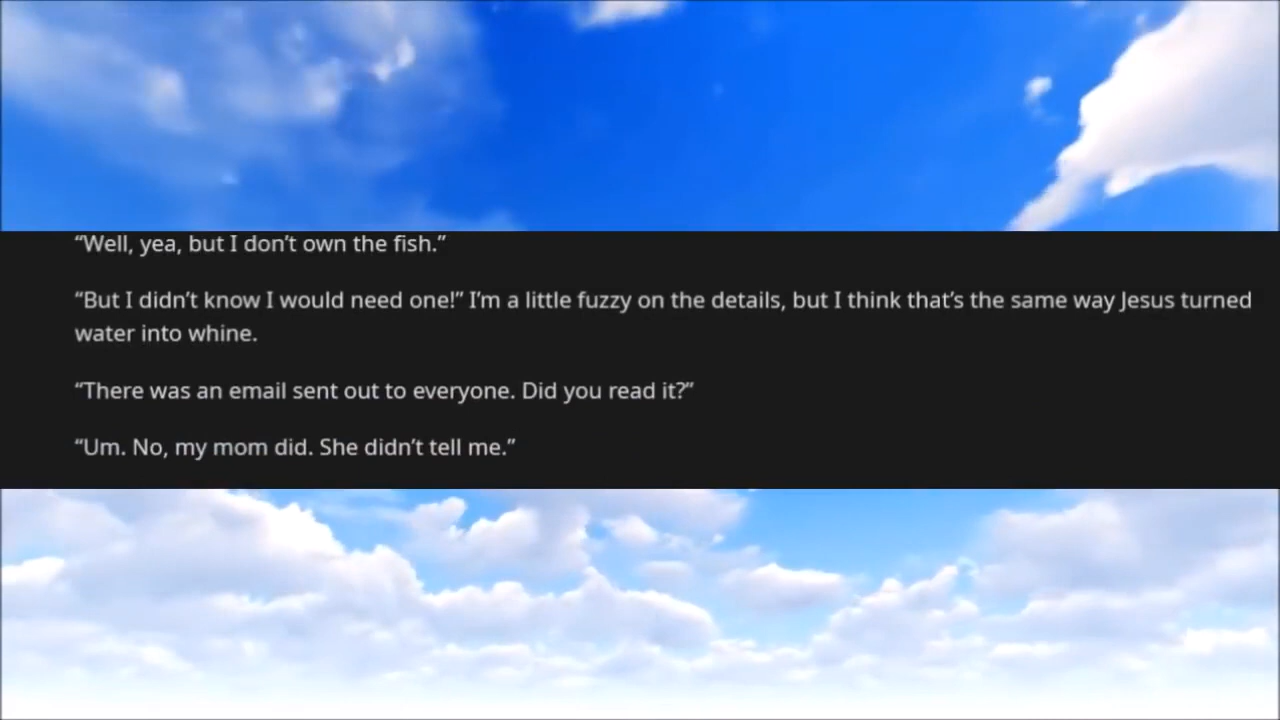 “Well, yea, but I don’t own the fish.”
“But I didn’t know I would need one!” I’m a little fuzzy on the details, but I think that’s the same way Jesus turned
water into whine.
“There was an email sent out to everyone. Did you read it?”
“Um. No, my mom did. She didn’t tell me.”